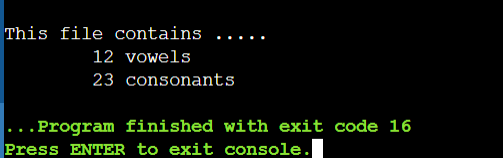 This file contains .....
12 vowels
23 consonants
...Program finished with exit code 16
Press ENTER to exit console.